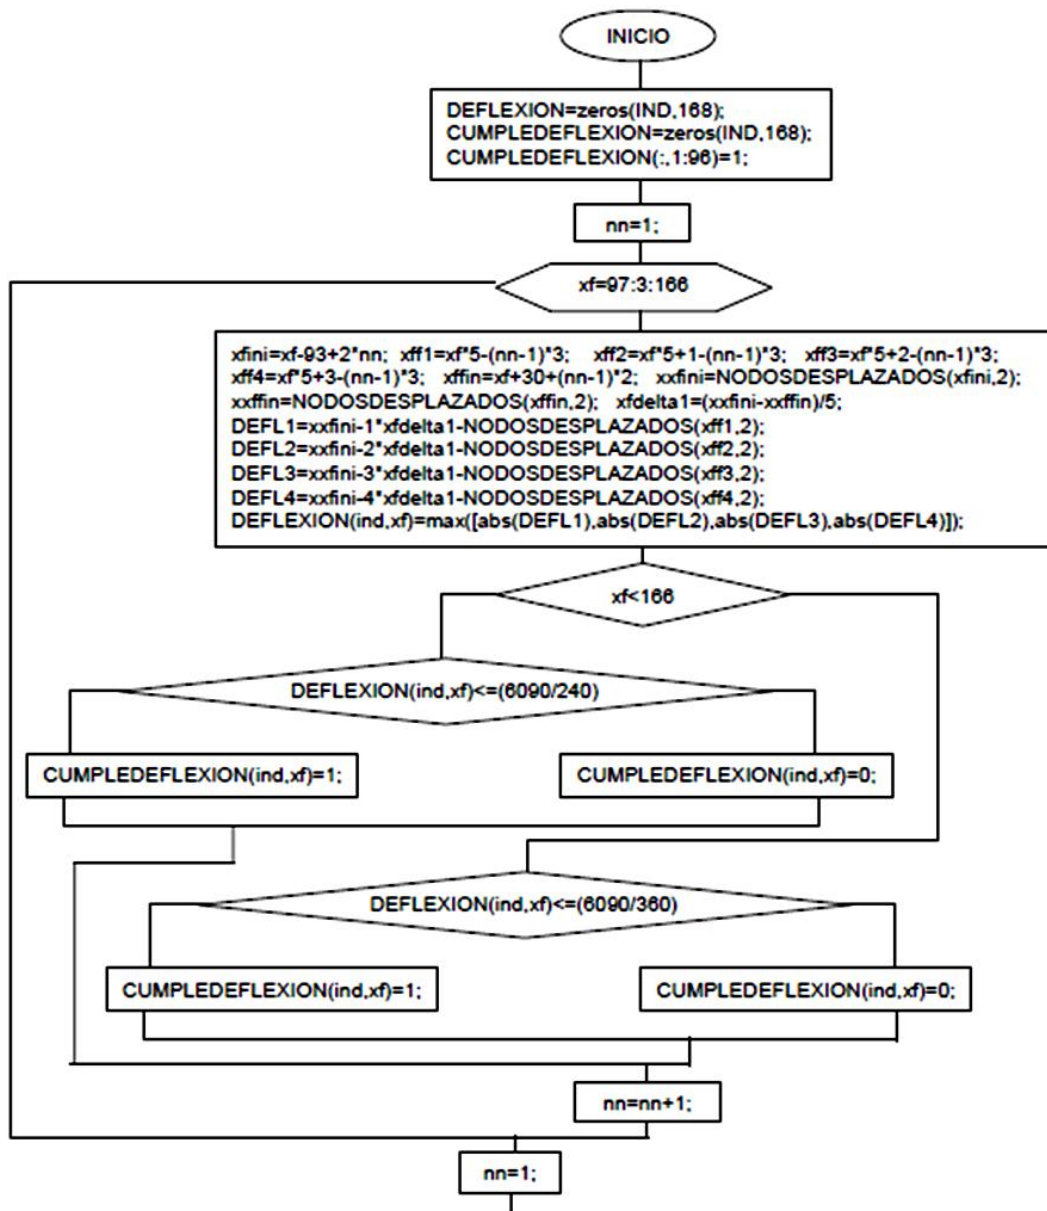 INICIO
DEFLEXION=zeros(IND,168);
CUMPLEDEFLEXION=zeros(IND,168);
CUMPLEDEFLEXION(:,1:96)=1;
nn=1;
xf=97:3:166
xfini=xf-93+2*nn; xff1=xf*5-(nn-1)*3; xff2=xf*5+1-(nn-1)*3; xff3=xf*5+2-(nn-1)*3;
xff4=xf*5+3-(nn-1)*3; xffin=xf+30+(nn-1)*2; xxfini=NODOSDESPLAZADOS(xfini,2);
xxffin=NODOSDESPLAZADOS(xffin,2); xfdelta1=(xxfini-xxffin)/5;
DEFL1=xxfini-1*xfdelta1-NODOSDESPLAZADOS(xff1,2);
DEFL2=xxfini-2*xfdelta1-NODOSDESPLAZADOS(xff2,2);
DEFL3=xxfini-3*xfdelta1-NODOSDESPLAZADOS(xff3,2);
DEFL4=xxfini-4*xfdelta1-NODOSDESPLAZADOS(xff4,2);
DEFLEXION(ind,xf)=max([abs(DEFL1),abs(DEFL2),abs(DEFL3),abs(DEFL4)]);
xf<166
DEFLEXION(ind,xf)<=(6090/240)
CUMPLEDEFLEXION(ind,xf)=1;
CUMPLEDEFLEXION(ind,xf)=0;
DEFLEXION(ind,xf)<=(6090/360)
CUMPLEDEFLEXION(ind,xf)=1;
CUMPLEDEFLEXION(ind,xf)=0;
nn=nn+1;
nn=1;